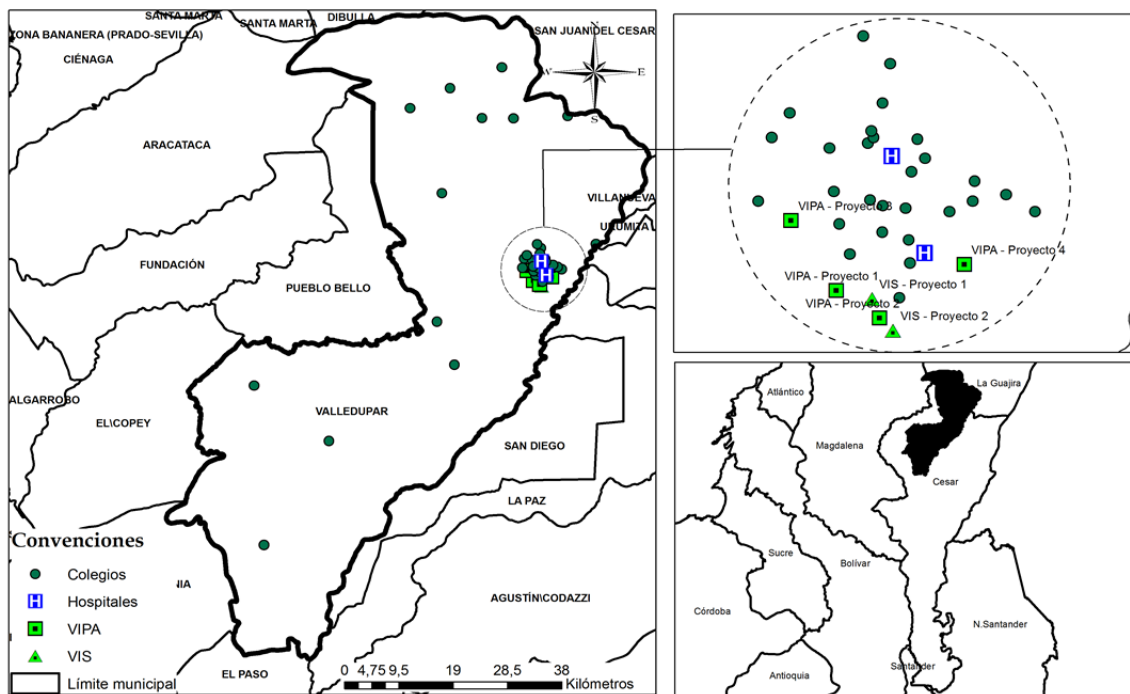 SANTA MARTA
SANTA MARTA
DIBULLA
SAN JUAN DEL CESAR
ZONA BANANERA (PRADO-SEVILLA)
CIÉNAGA
N
W
E
S
ARACATACA
VILLANUEVA
URUMITA
FUNDACIÓN
PUEBLO BELLO
ALGARROBO
EL\COPEY
VALLEDUPAR
SAN DIEGO
LA PAZ
AGUSTÍN\CODAZZI
NIA
EL PASO
Convenciones
Colegios
H Hospitales
VIPA
VIS
Límite municipal
0 4,75 9,5 19 28,5 38
Kilómetros
H
H
H
VIPA - Proyecto 3
H
VIPA - Proyecto 4
VIPA - Proyecto 1
VIS - Proyecto 1
VIPA - Proyecto 2
VIS - Proyecto 2
Atlántico
La Guajira
Magdalena
Cesar
Sucre
Bolívar
Córdoba
N.Santander
Santander
Antioquia